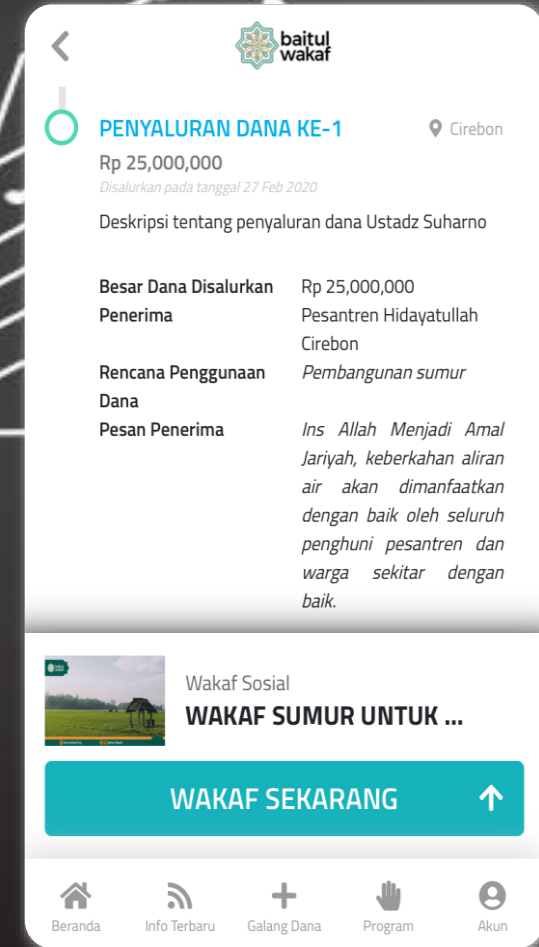 baitul
wakaf
PENYALURAN DANA KE-1
Cirebon
Rp 25,000,000
Disalurkan pada tanggal 27 Feb 2020
Deskripsi tentang penyaluran dana Ustadz Suharno
Besar Dana Disalurkan Rp 25,000,000
Penerima Pesantren Hidayatullah
Cirebon
Rencana Penggunaan Pembangunan sumur
Dana
Pesan Penerima Ins Allah Menjadi Amal
Jariyah, keberkahan aliran
air akan dimanfaatkan
dengan baik oleh seluruh
penghuni pesantren dan
warga sekitar dengan
baik.
Wakaf Sosial
WAKAF SUMUR UNTUK ...
WAKAF SEKARANG
Beranda
Info Terbaru
Galang Dana
Program
Akun